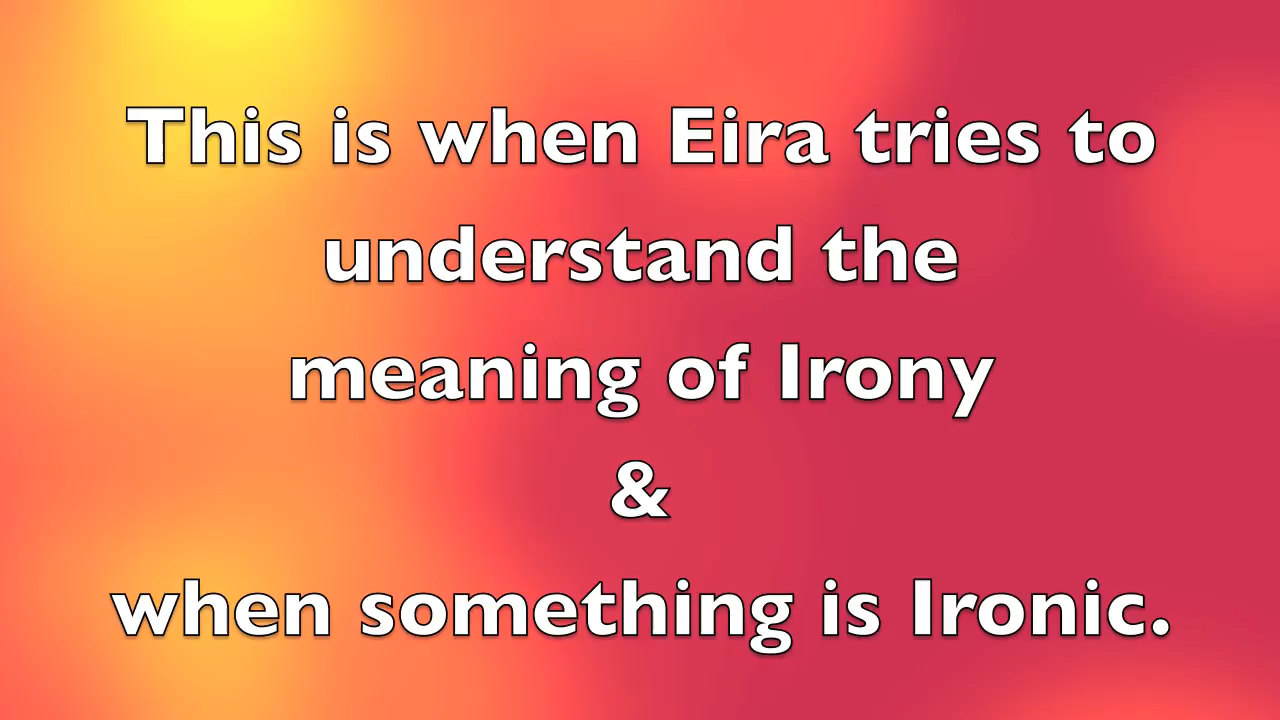 This is when Eira tries to
understand the
meaning of Irony
&
when something is Ironic.